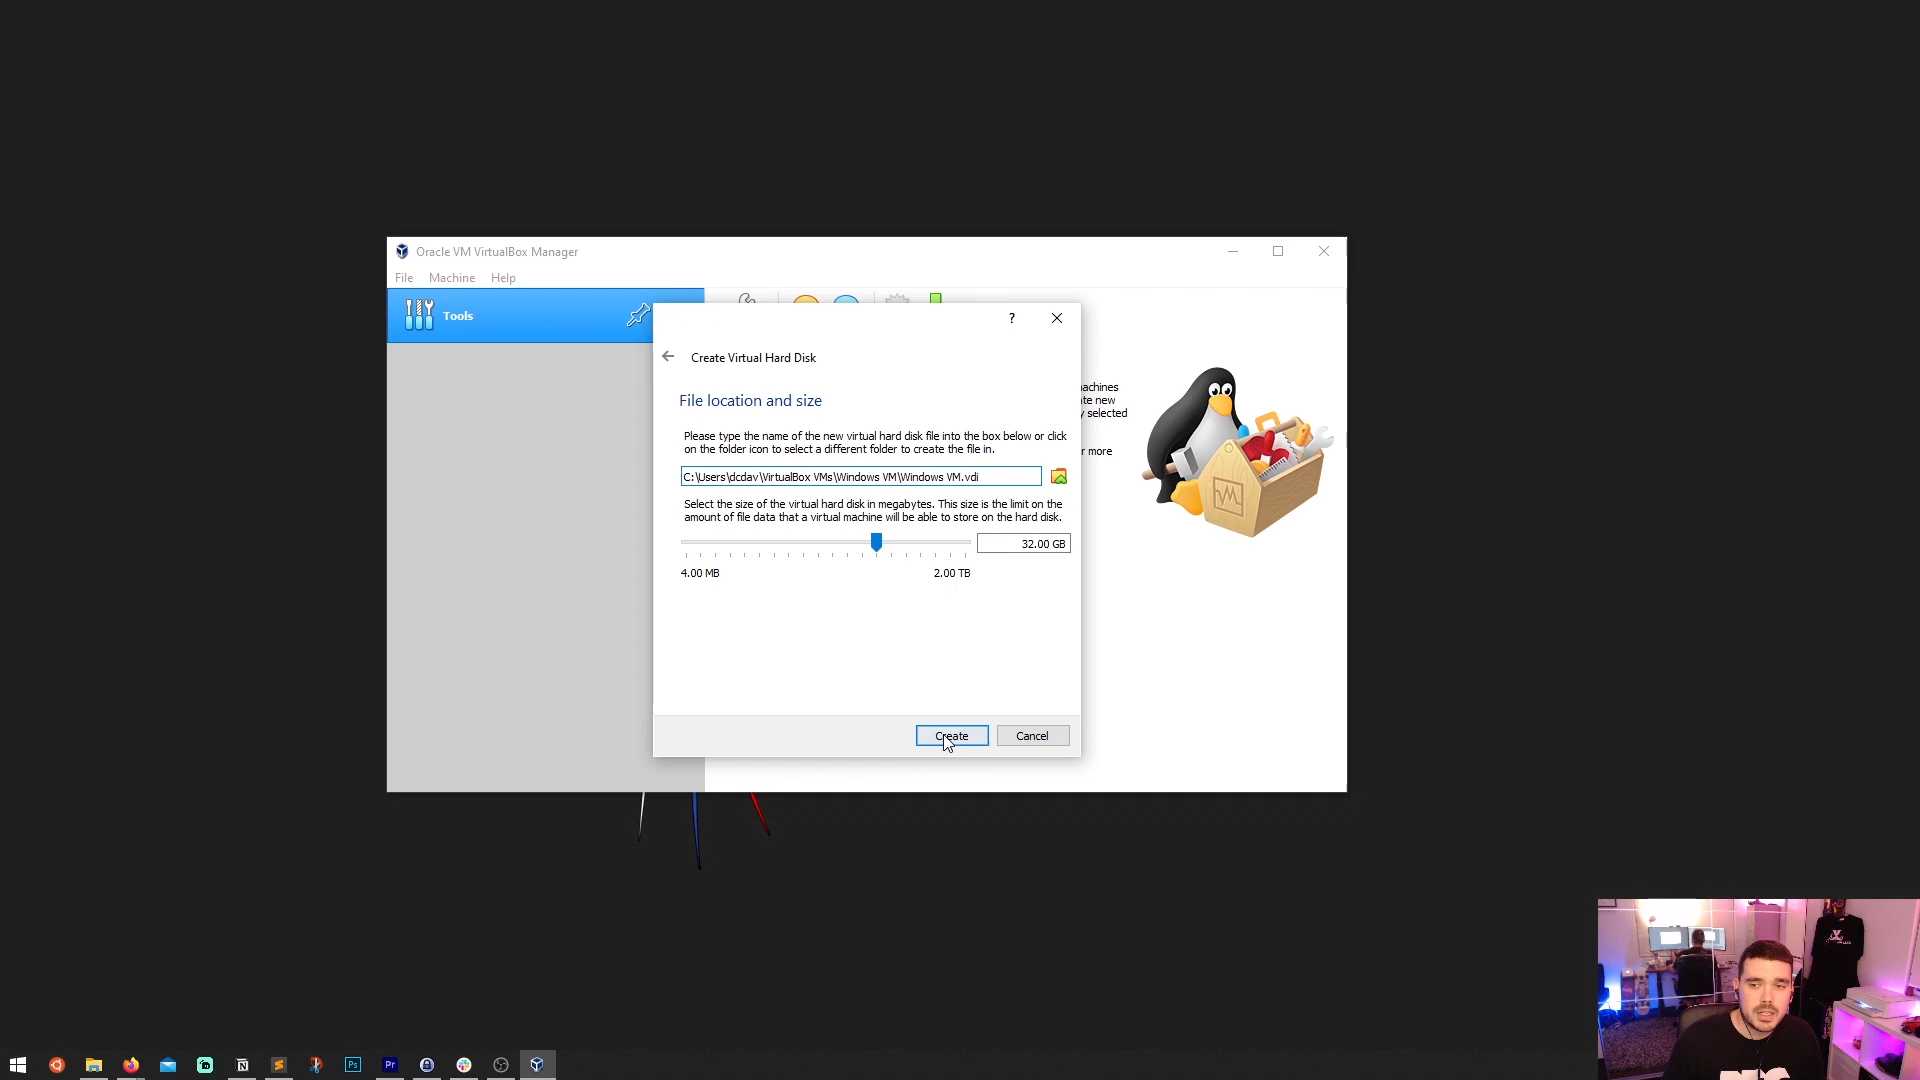 Oracle VM VirtualBox Manager
File Machine Help
Tools
?
Create Virtual Hard Disk
File location and size
Please type the name of the new virtual hard disk file into the box below or click
on the folder icon to select a different folder to create the file in.
C:\Users\dcdav\VirtualBox VMs\Windows VM\Windows VM.vdi
Select the size of the virtual hard disk in megabytes. This size is the limit on the
amount of file data that a virtual machine will be able to store on the hard disk.
32.00 GB
4.00 MB 2.00 TB
Create Cancel
achines
te new
selected
r more
Ps Pr